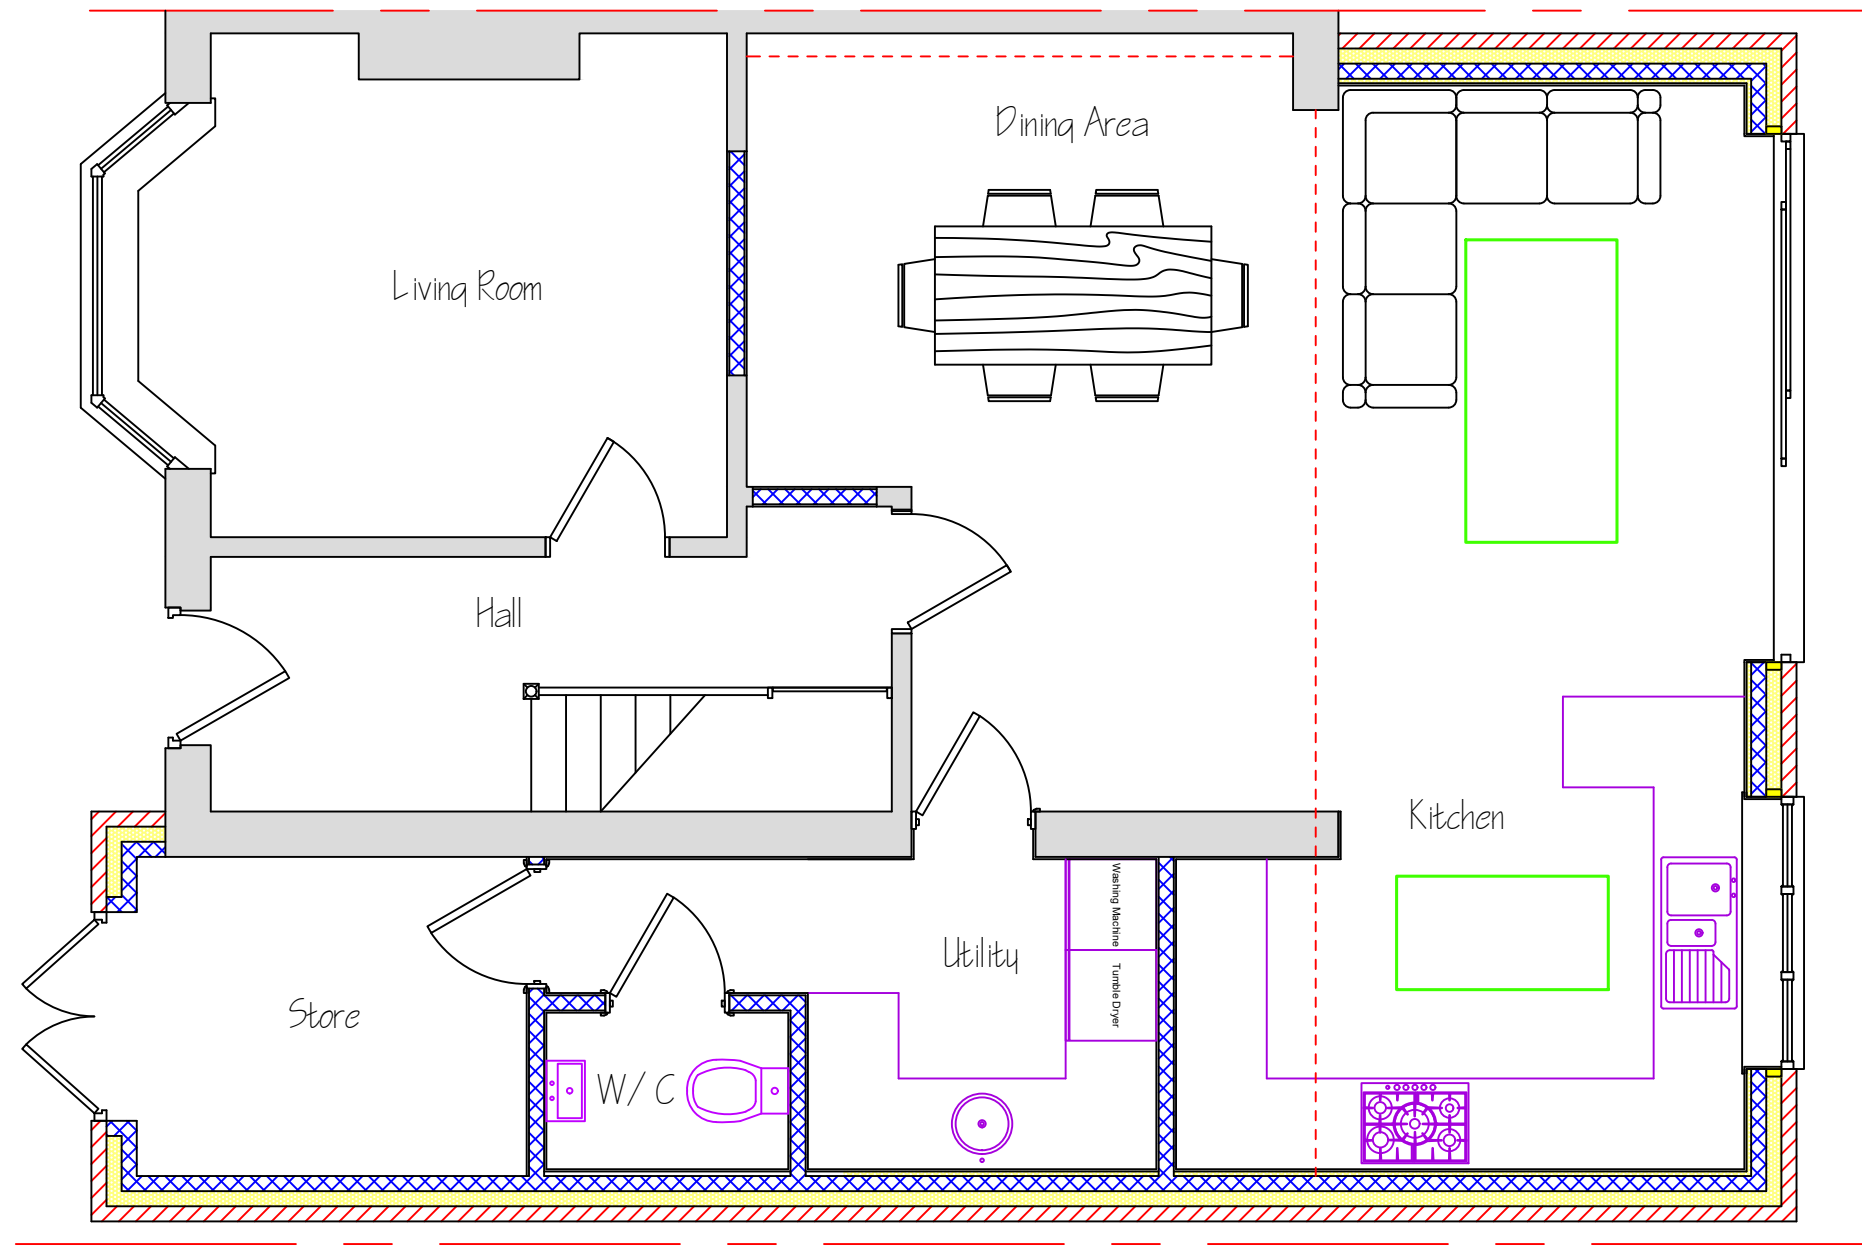 Dining Area
Living Room
Hall
Kitchen
Washing Machine
Utility
Tumble Dryer
Store
W/ C